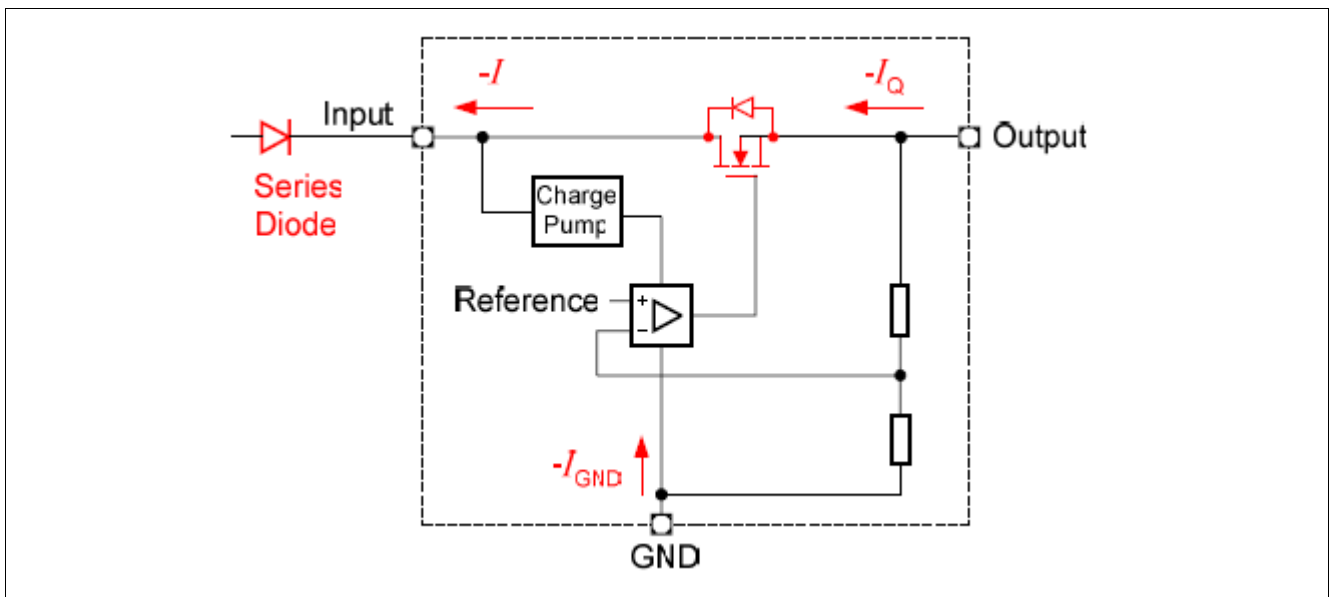 -I
-IQ
Input
Output
Series
Diode
Charge
Pump
Reference
+
−
-IGND
GND